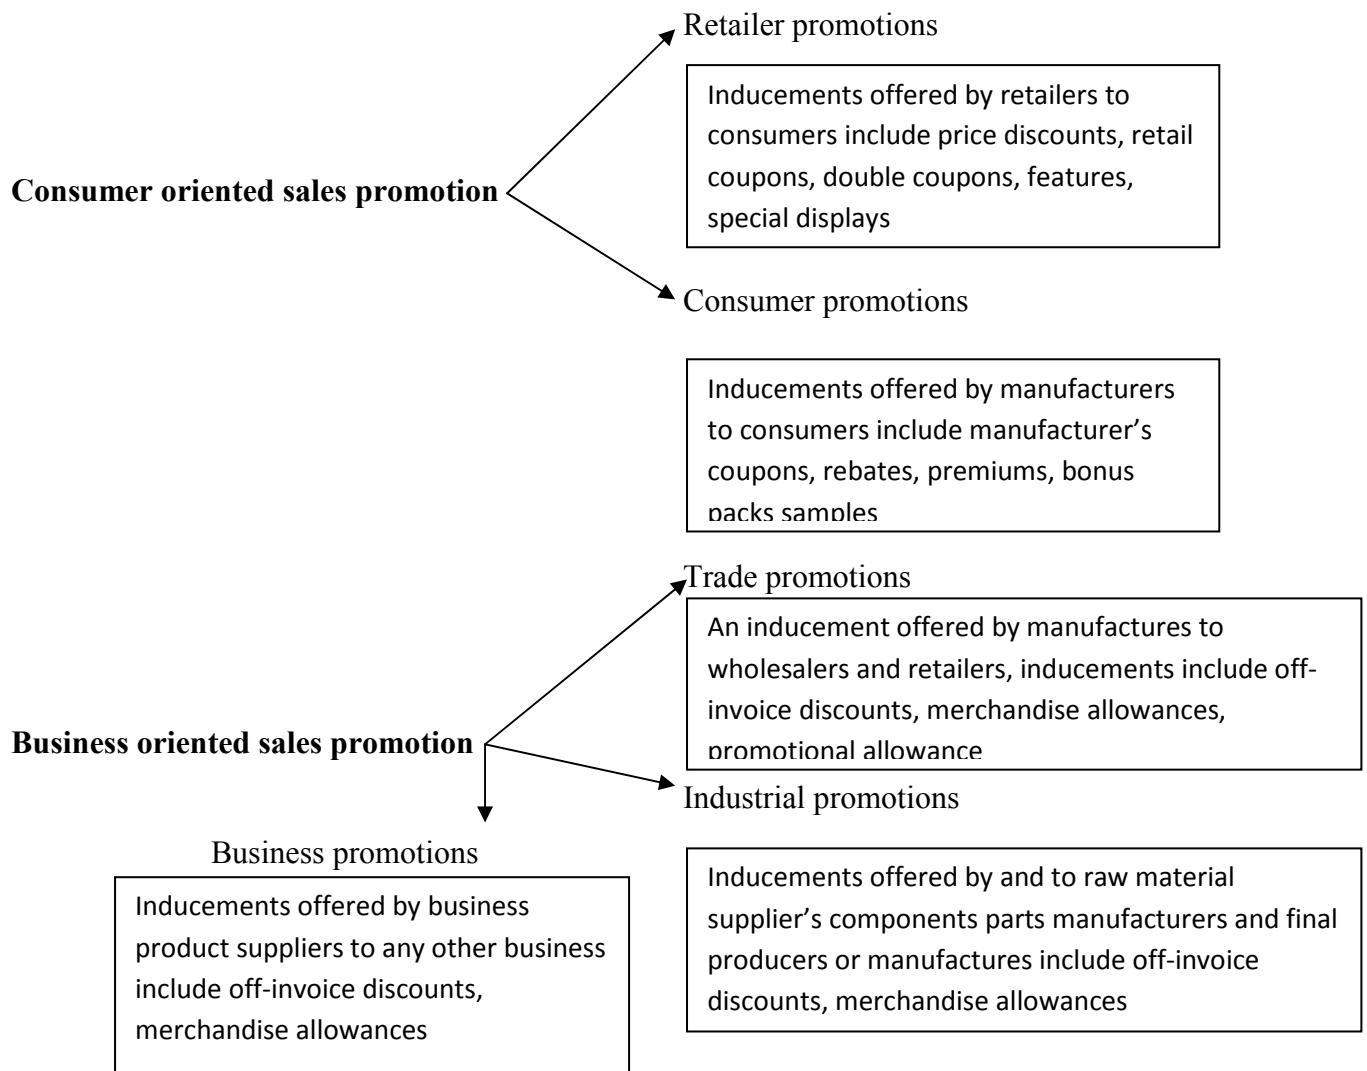 Retailer promotions
Inducements offered by retailers to
consumers include price discounts, retail
coupons, double coupons, features,
special displays
Consumer oriented sales promotion
Consumer promotions
Inducements offered by manufacturers
to consumers include manufacturer’s
coupons, rebates, premiums, bonus
packs samples
Trade promotions
An inducement offered by manufactures to
wholesalers and retailers, inducements include off-
invoice discounts, merchandise allowances,
promotional allowance
Business oriented sales promotion
Industrial promotions
Inducements offered by and to raw material
supplier’s components parts manufacturers and final
producers or manufactures include off-invoice
discounts, merchandise allowances
Business promotions
Inducements offered by business
product suppliers to any other business
include off-invoice discounts,
merchandise allowances